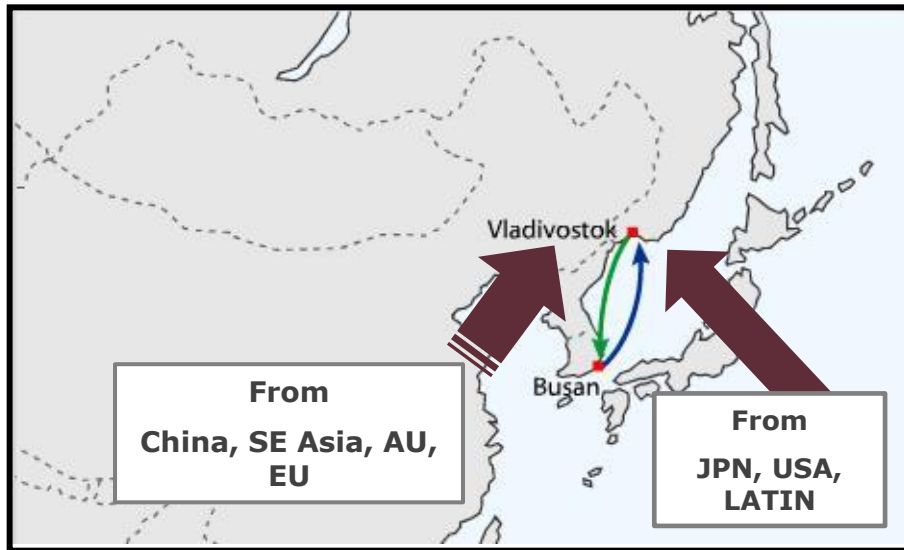 Vladivostok
Busan
From
China, SE Asia, AU,
EU
From
JPN, USA,
LATIN